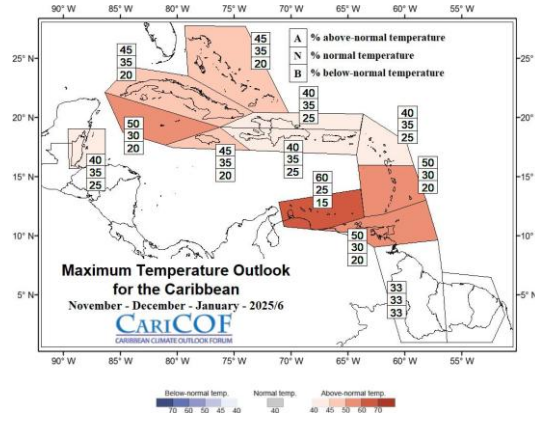 A % above-normal temperature
N % normal temperature
B % below-normal temperature
25°N
20°N
15°N
10°N
5°N
45
35
20
45
35
20
40
35
25
40
35
25
50
30
20
40
35
25
45
35
20
40
35
25
50
30
20
60
25
15
50
30
20
33
33
33
Maximum Temperature Outlook
for the Caribbean
November - December - January - 2025/6
CARICOF
CARIBBEAN CLIMATE OUTLOOK FORUM
90°W 85°W 80°W 75°W 70°W 65°W 60°W 55°W
Below-normal temp. Normal temp. Above-normal temp.
70 60 50 45 40 40 40 45 50 60 70